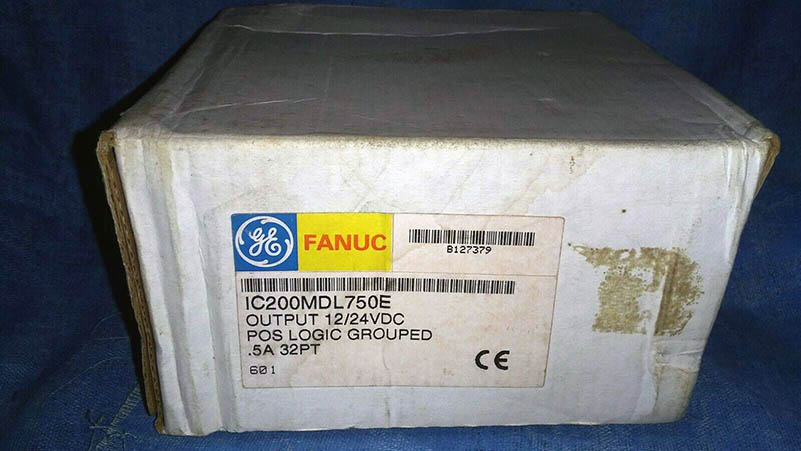 GE FANUC
B127379
IC200MDL750E
OUTPUT 12/24VDC
POS LOGIC GROUPED
.5A 32PT
CE
601